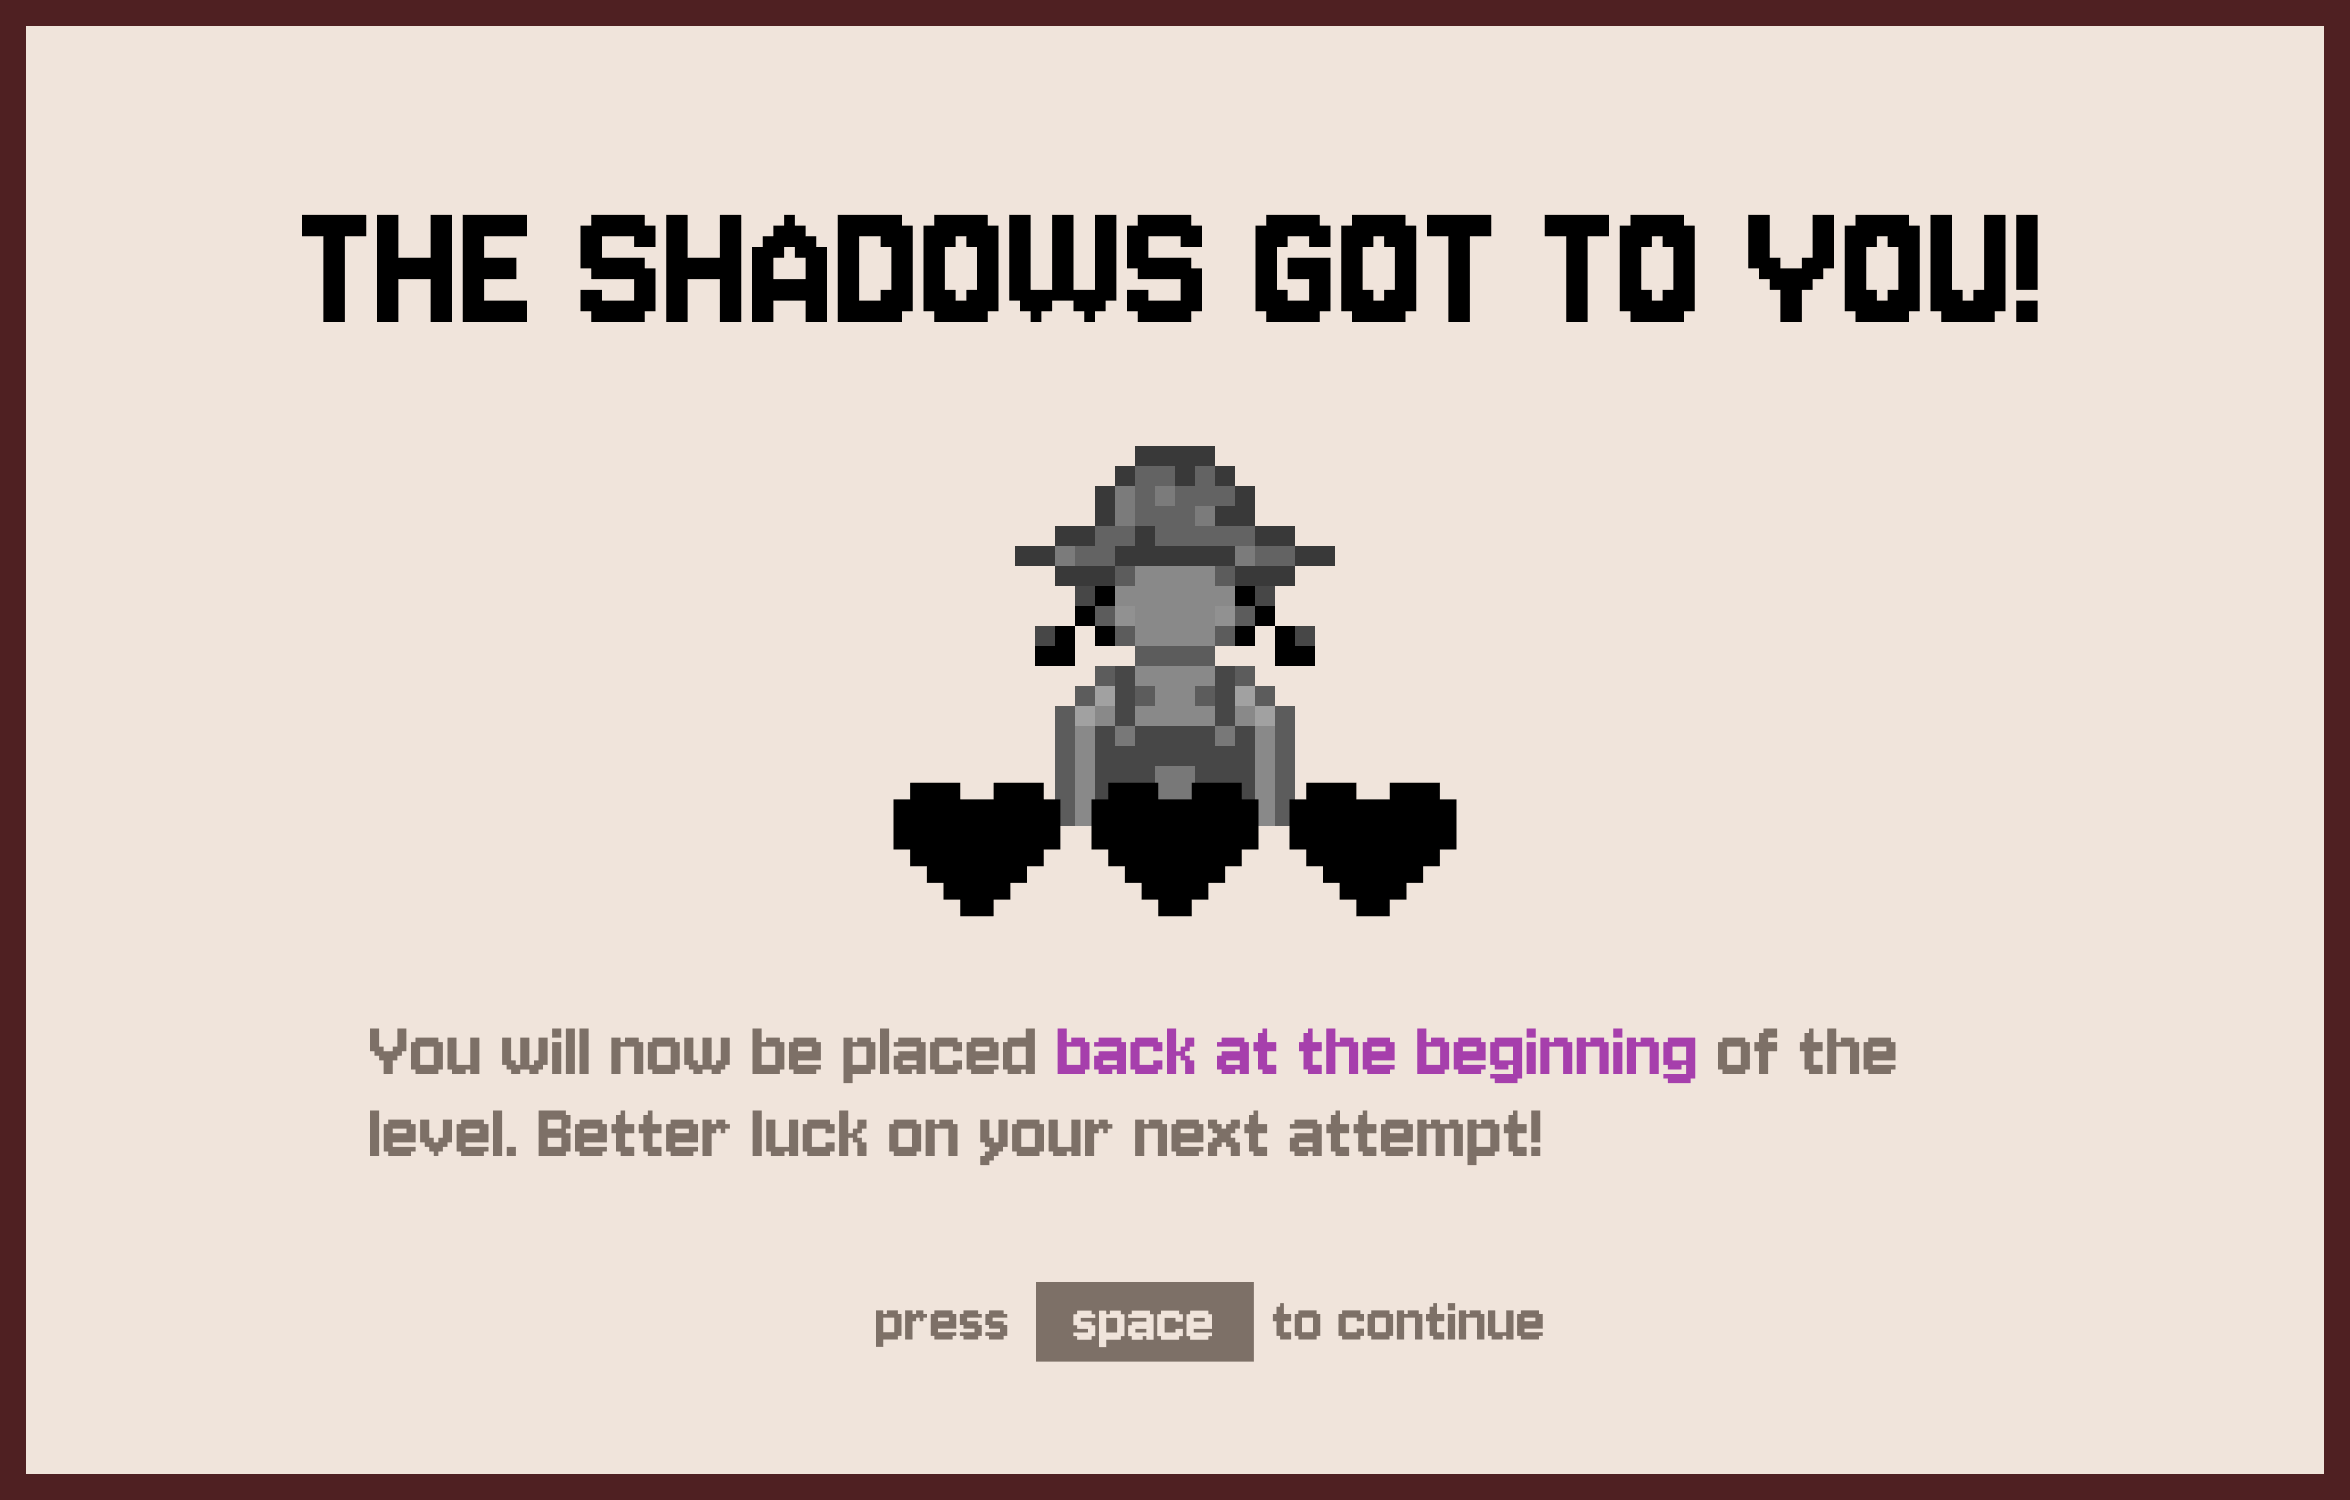 THE SHADOWS GOT TO YOU!
You will now be placed back at the beginning of the
level. Better luck on your next attempt!
press space to continue